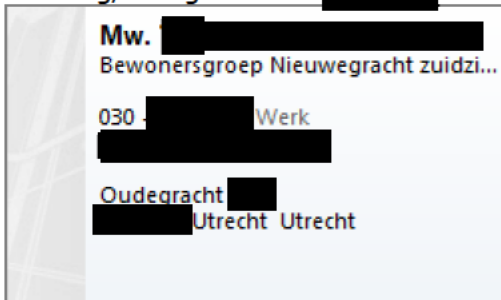 Mw.
Bewonersgroep Nieuwegracht zuidzi...
030 - Werk
Oudegracht
Utrecht Utrecht